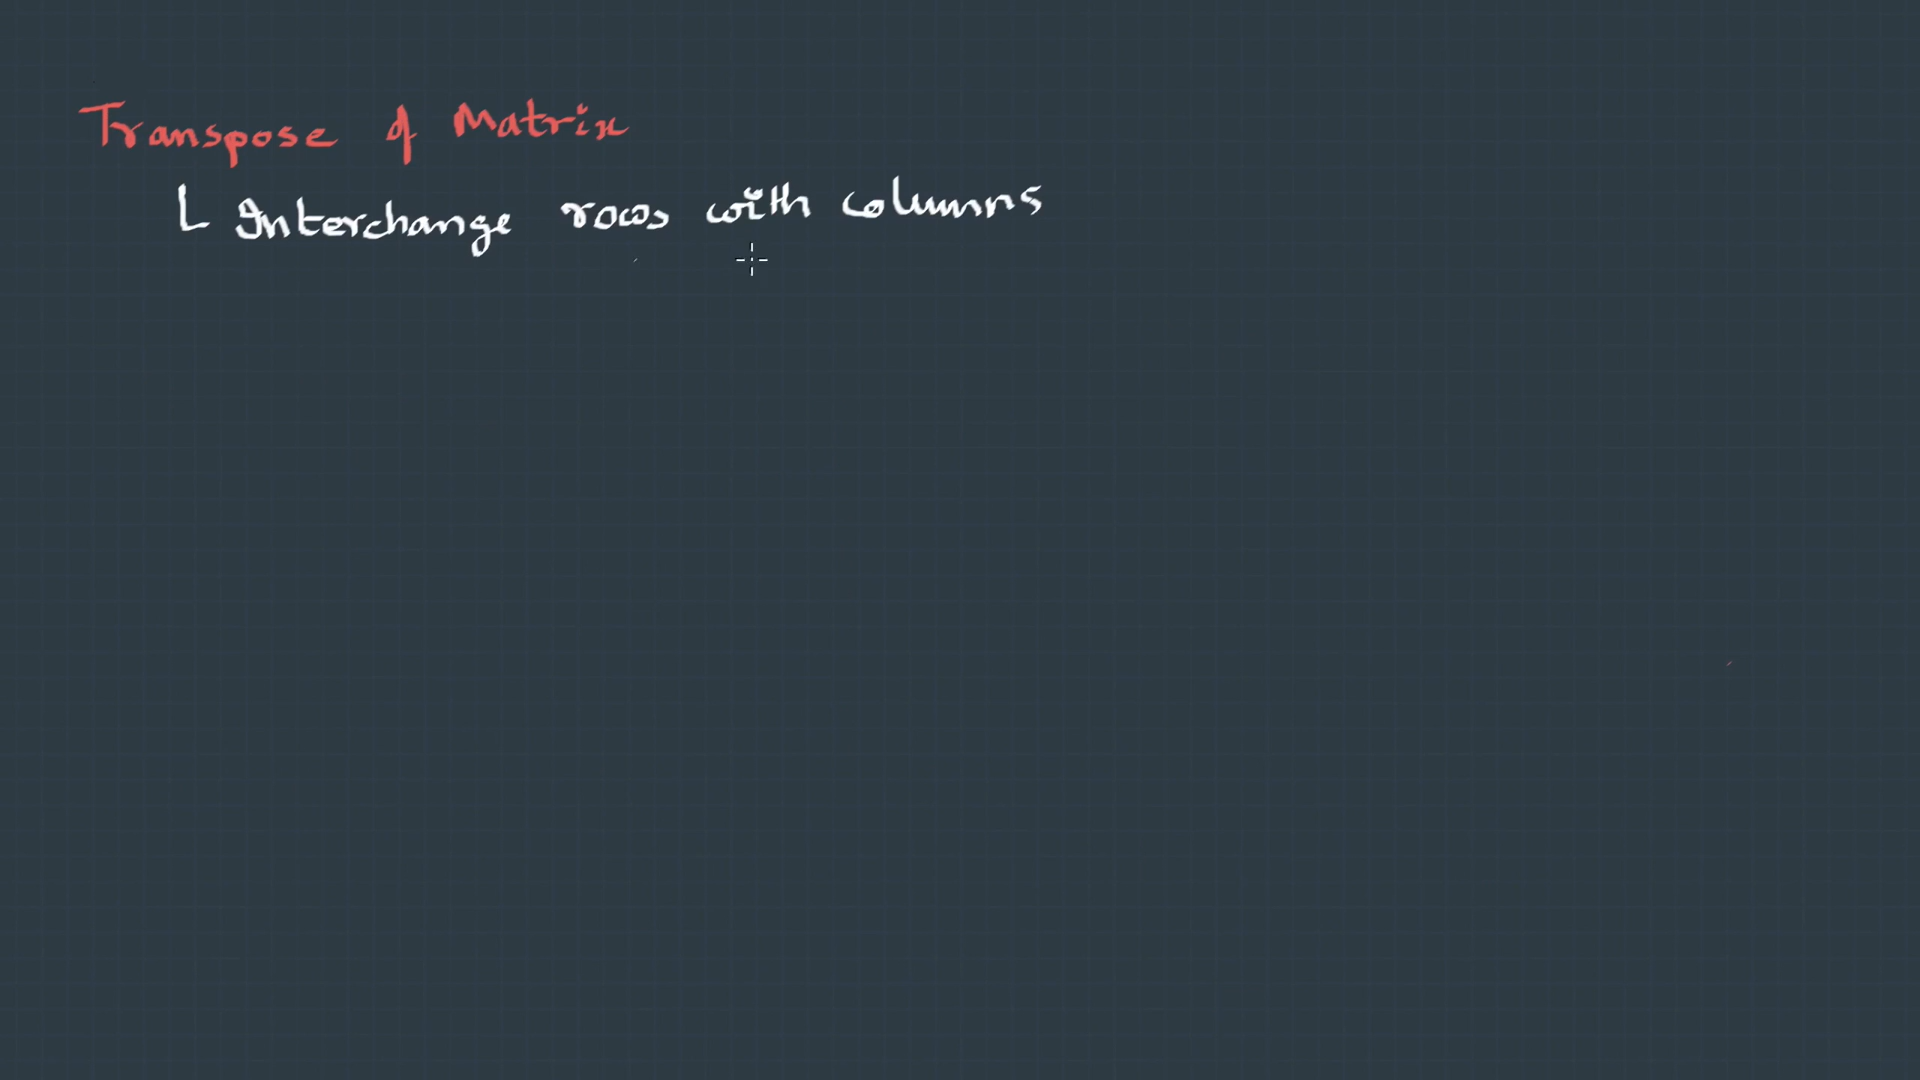 Transpose of Matrix
Interchange rows with columns